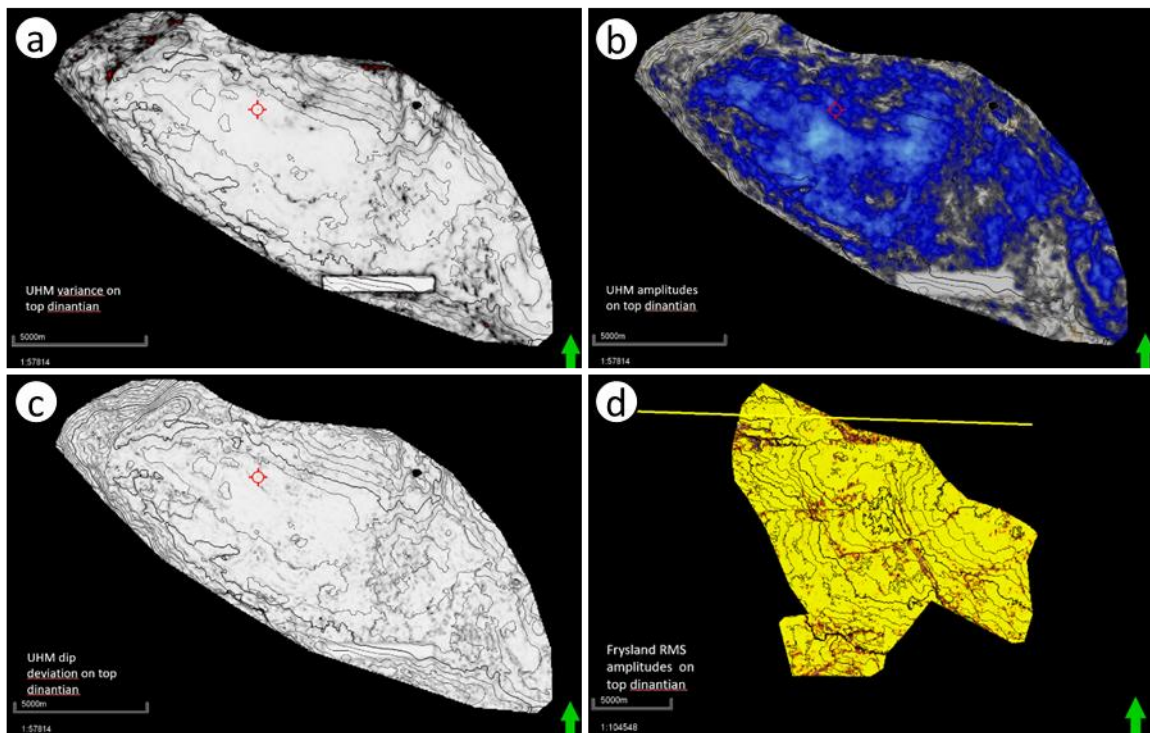 a
UHM variance on
top dinantian
5000m
1:57814
b
UHM amplitudes
on top dinantian
5000m
1:57814
c
UHM dip
deviation on top
dinantian
5000m
1:57814
d
Frysland RMS
amplitudes on
top dinantian
5000m
1:104548